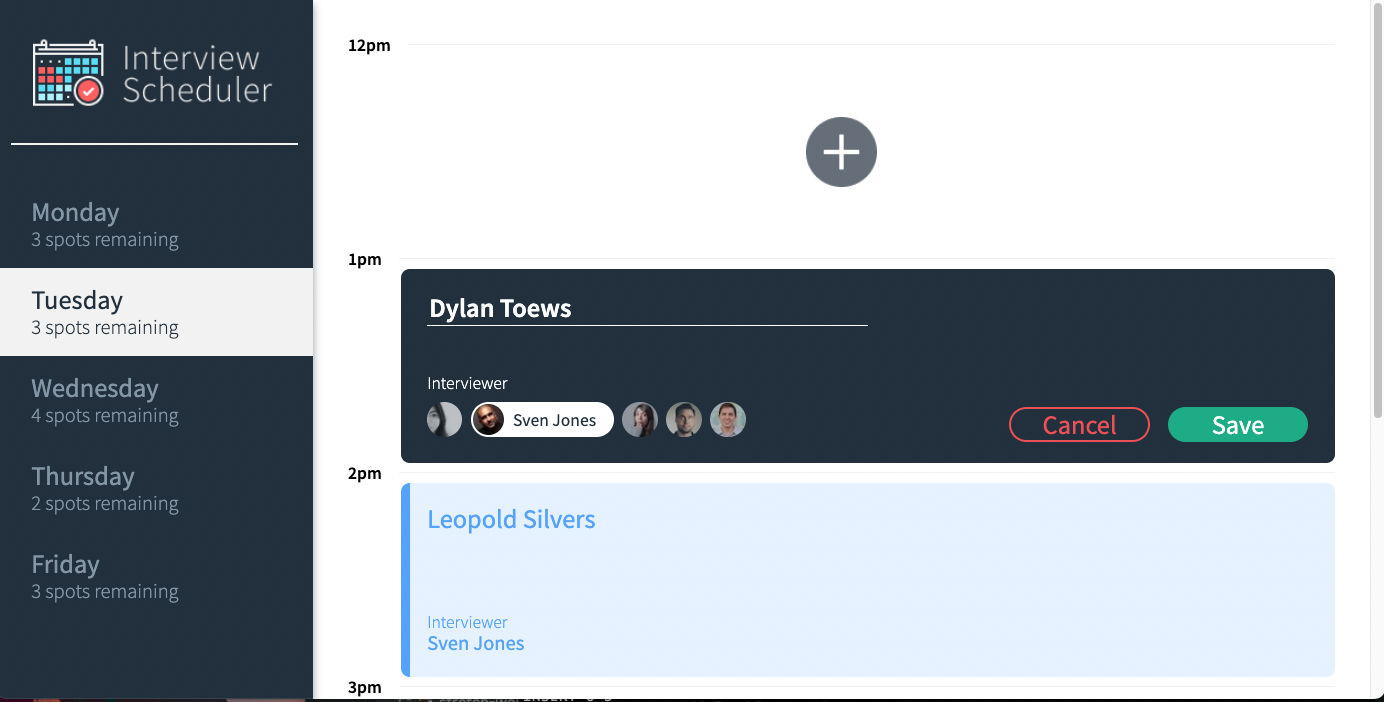 Interview
Scheduler
Monday
3 spots remaining
Tuesday
3 spots remaining
Wednesday
4 spots remaining
Thursday
2 spots remaining
Friday
3 spots remaining
12pm
1pm
Dylan Toews
Interviewer
Sven Jones
Cancel
Save
2pm
Leopold Silvers
Interviewer
Sven Jones
3pm